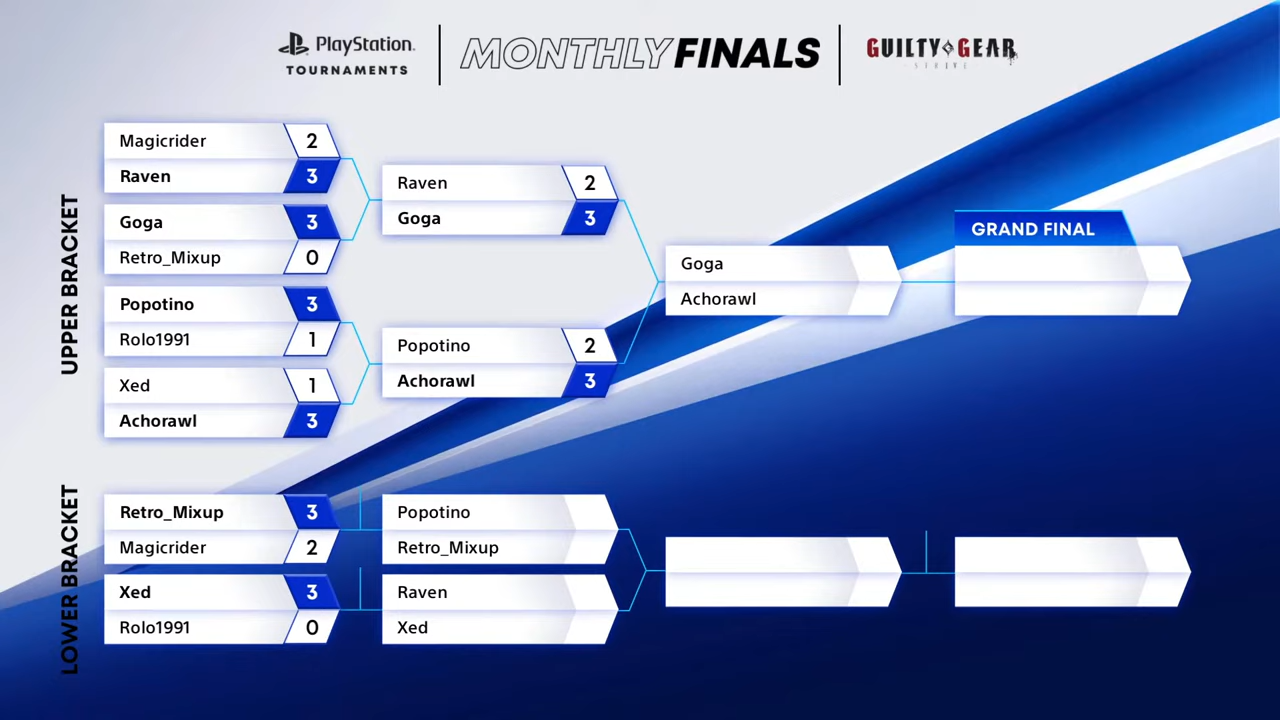 PlayStation.
TOURNAMENTS
MONTHLY FINALS
GUILTY GEAR
STRIVE
UPPER BRACKET
Magicrider 2
Raven 3
Goga 3
Retro_Mixup 0
Popotino 3
Rolo1991 1
Xed 1
Achorawl 3
Raven 2
Goga 3
Popotino 2
Achorawl 3
Goga
Achorawl
GRAND FINAL
LOWER BRACKET
Retro_Mixup 3
Magicrider 2
Xed 3
Rolo1991 0
Popotino
Retro_Mixup
Raven
Xed